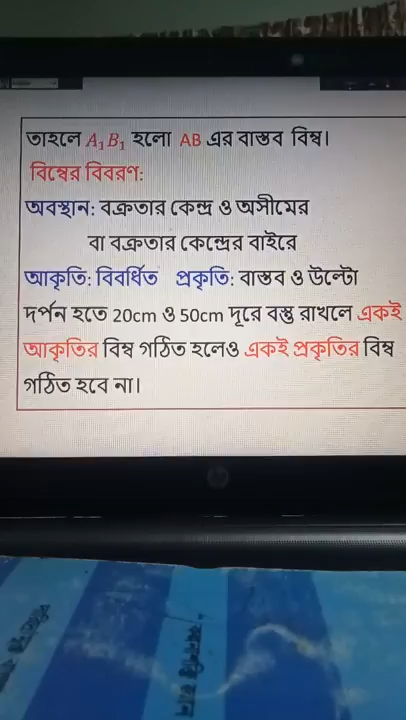 তাহলে A₁B₁ হলো AB এর বাস্তব বিম্ব।
বিম্বের বিবরণ:
অবস্থান: বক্রতার কেন্দ্র ও অসীমের
বা বক্রতার কেন্দ্রের বাইরে
আকৃতি: বিবর্ধিত প্রকৃতি: বাস্তব ও উল্টো
দর্পন হতে 20cm ও 50cm দূরে বস্তু রাখলে একই
আকৃতির বিম্ব গঠিত হলেও একই প্রকৃতির বিম্ব
গঠিত হবে না।
hp